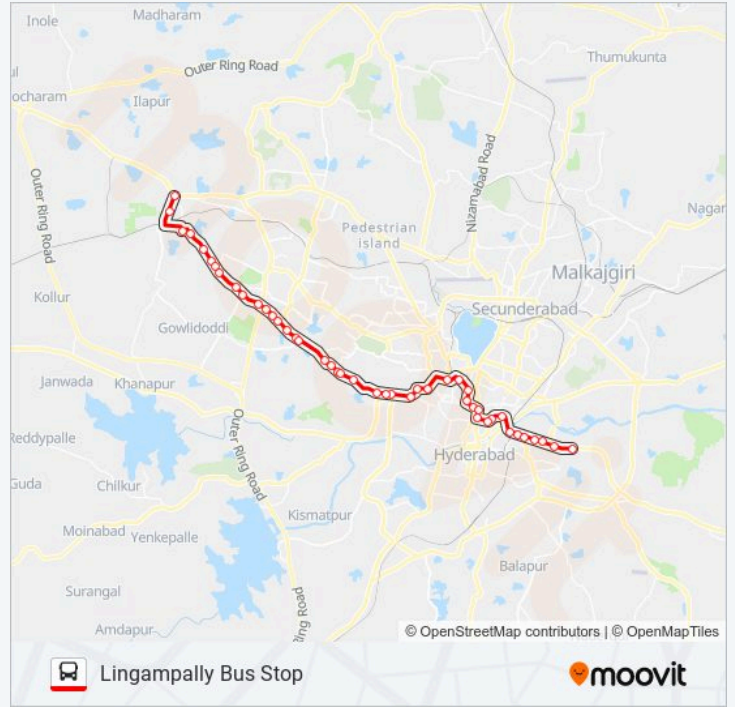 Inole
Madharam
Thumukunta
Outer Ring Road
ul
ocharam
Ilapur
Nizamabad Road
Outer Ring Road
Nagar
Pedestrian
island
Malkajgiri
Kollur
Secunderabad
Gowlidoddi
Janwada
Khanapur
Reddypalle
Outer Ring Road
Hyderabad
Guda
Chilkur
Kismatpur
Moinabad
Yenkepalle
Balapur
Surangal
ing Road
Amdapur
© OpenStreetMap contributors | © OpenMapTiles
Lingampally Bus Stop
moovit